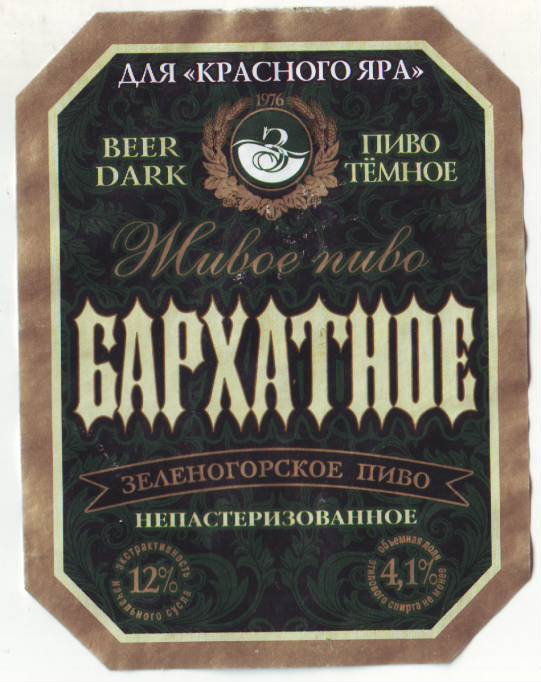 ДЛЯ «КРАСНОГО ЯРА»
1976
З
BEER
DARK
ПИВО
ТЁМНОЕ
Живое пиво
БАРХАТНОЕ
ЗЕЛЕНОГОРСКОЕ ПИВО
НЕПАСТЕРИЗОВАННОЕ
экстрактивность
12%
начального сусла
объемная доля
4,1%
этилового спирта не менее